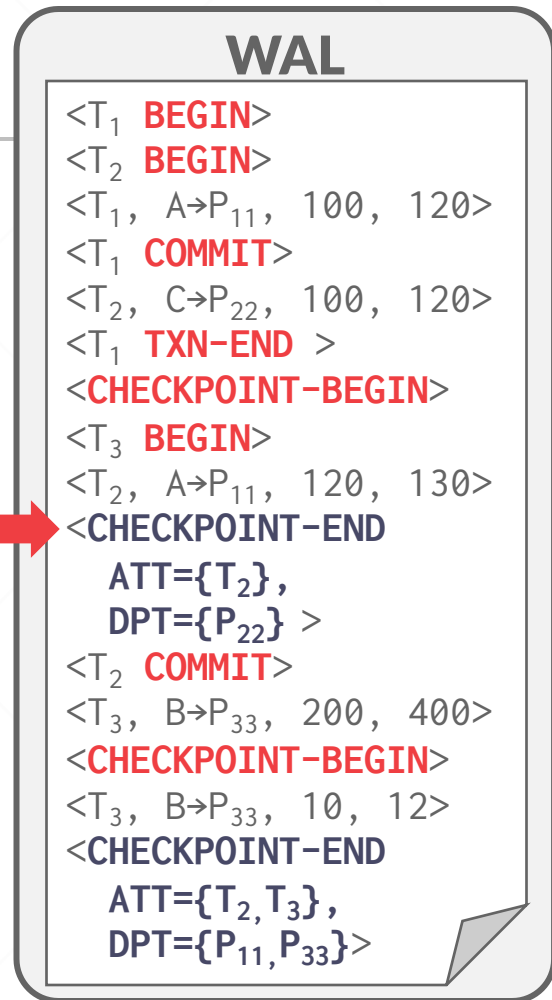 WAL
<T₁ BEGIN>
<T₂ BEGIN>
<T₁, A→P₁₁, 100, 120>
<T₁ COMMIT>
<T₂, C→P₂₂, 100, 120>
<T₁ TXN-END >
<CHECKPOINT-BEGIN>
<T₃ BEGIN>
<T₂, A→P₁₁, 120, 130>
<CHECKPOINT-END
ATT={T₂},
DPT={P₂₂} >
<T₂ COMMIT>
<T₃, B→P₃₃, 200, 400>
<CHECKPOINT-BEGIN>
<T₃, B→P₃₃, 10, 12>
<CHECKPOINT-END
ATT={T₂,T₃},
DPT={P₁₁,P₃₃}>